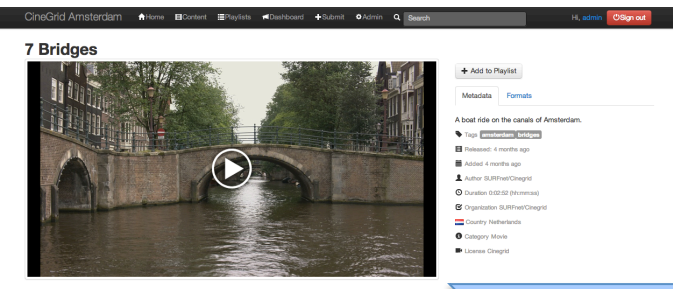 CineGrid Amsterdam Home Content Playlists Dashboard Submit Admin Search Hi, admin Sign out
7 Bridges
Add to Playlist
Metadata Formats
A boat ride on the canals of Amsterdam.
Tags amsterdam bridges
Released: 4 months ago
Added 4 months ago
Author SURFnet/Cinegrid
Duration 0:02:52 (hh:mm:ss)
Organization SURFnet/Cinegrid
Country Netherlands
Category Movie
License Cinegrid